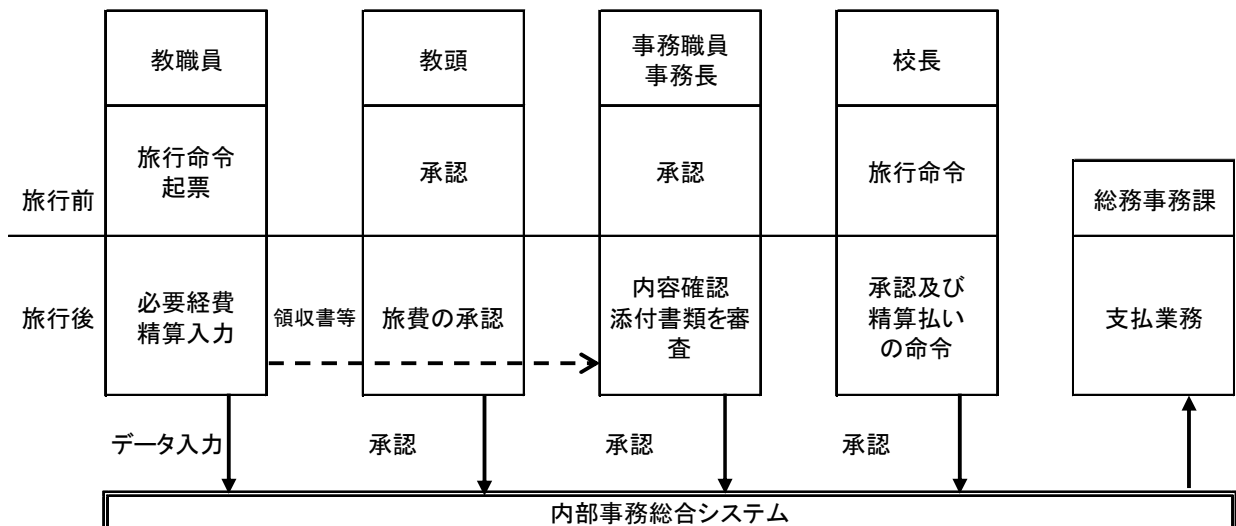 教職員
教頭
事務職員
事務長
校長
旅行前
旅行命令
起票
承認
承認
旅行命令
総務事務課
旅行後
必要経費
精算入力
領収書等
旅費の承認
内容確認
添付書類を審
査
承認及び
精算払い
の命令
支払業務
データ入力
承認
承認
承認
内部事務総合システム